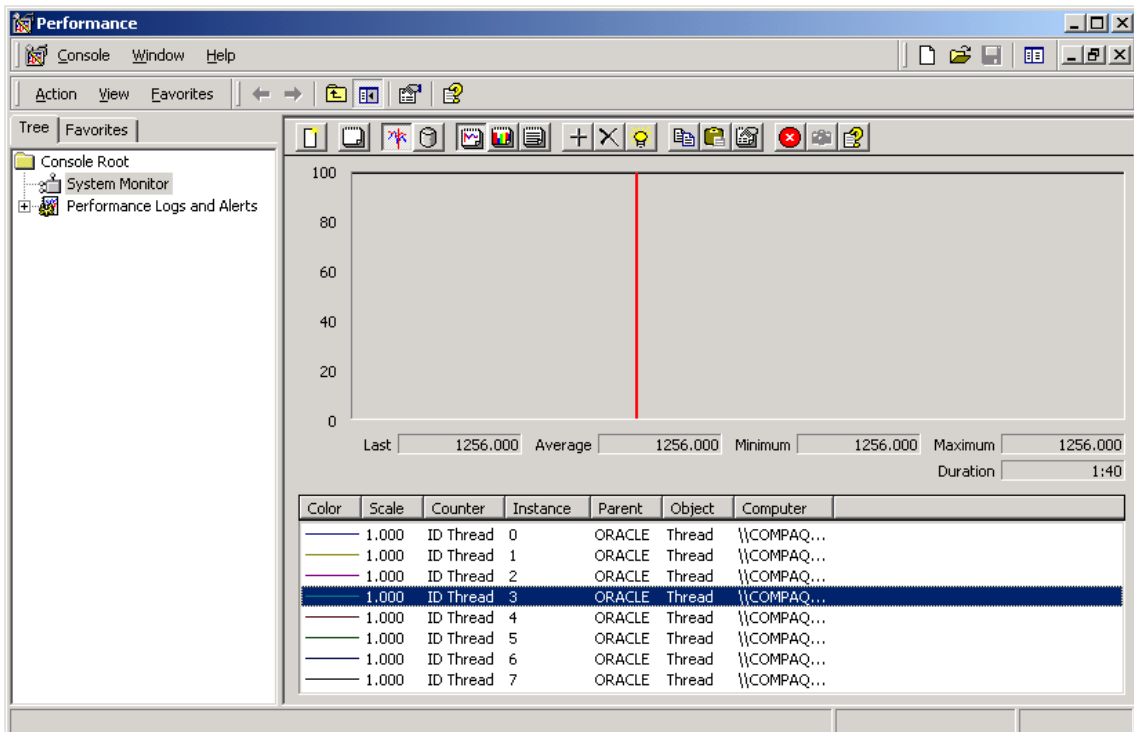 Performance
Console Window Help
Action View Favorites
Tree Favorites
Console Root
System Monitor
Performance Logs and Alerts
100
80
60
40
20
0
Last 1256.000 Average 1256.000 Minimum 1256.000 Maximum 1256.000
Duration 1:40
Color Scale Counter Instance Parent Object Computer
1.000 ID Thread 0 ORACLE Thread \\COMPAQ...
1.000 ID Thread 1 ORACLE Thread \\COMPAQ...
1.000 ID Thread 2 ORACLE Thread \\COMPAQ...
1.000 ID Thread 3 ORACLE Thread \\COMPAQ...
1.000 ID Thread 4 ORACLE Thread \\COMPAQ...
1.000 ID Thread 5 ORACLE Thread \\COMPAQ...
1.000 ID Thread 6 ORACLE Thread \\COMPAQ...
1.000 ID Thread 7 ORACLE Thread \\COMPAQ...